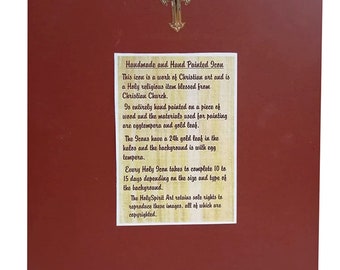 Handmade and Hand Painted Icon
This icon is a work of Christian art and is
a Holy religious item blessed from
Christian Church.
Is entirely hand painted on a piece of
wood and the materials used for painting
are eggtempera and gold leaf.
The Icons have a 24k gold leaf in the
halos and the background is with egg
tempera.
Every Holy Icon takes to complete 10 to
15 days depending on the size and type of
the background.
The HolySpirit Art retains sole rights to
reproduce these images, all of which are
copyrighted.